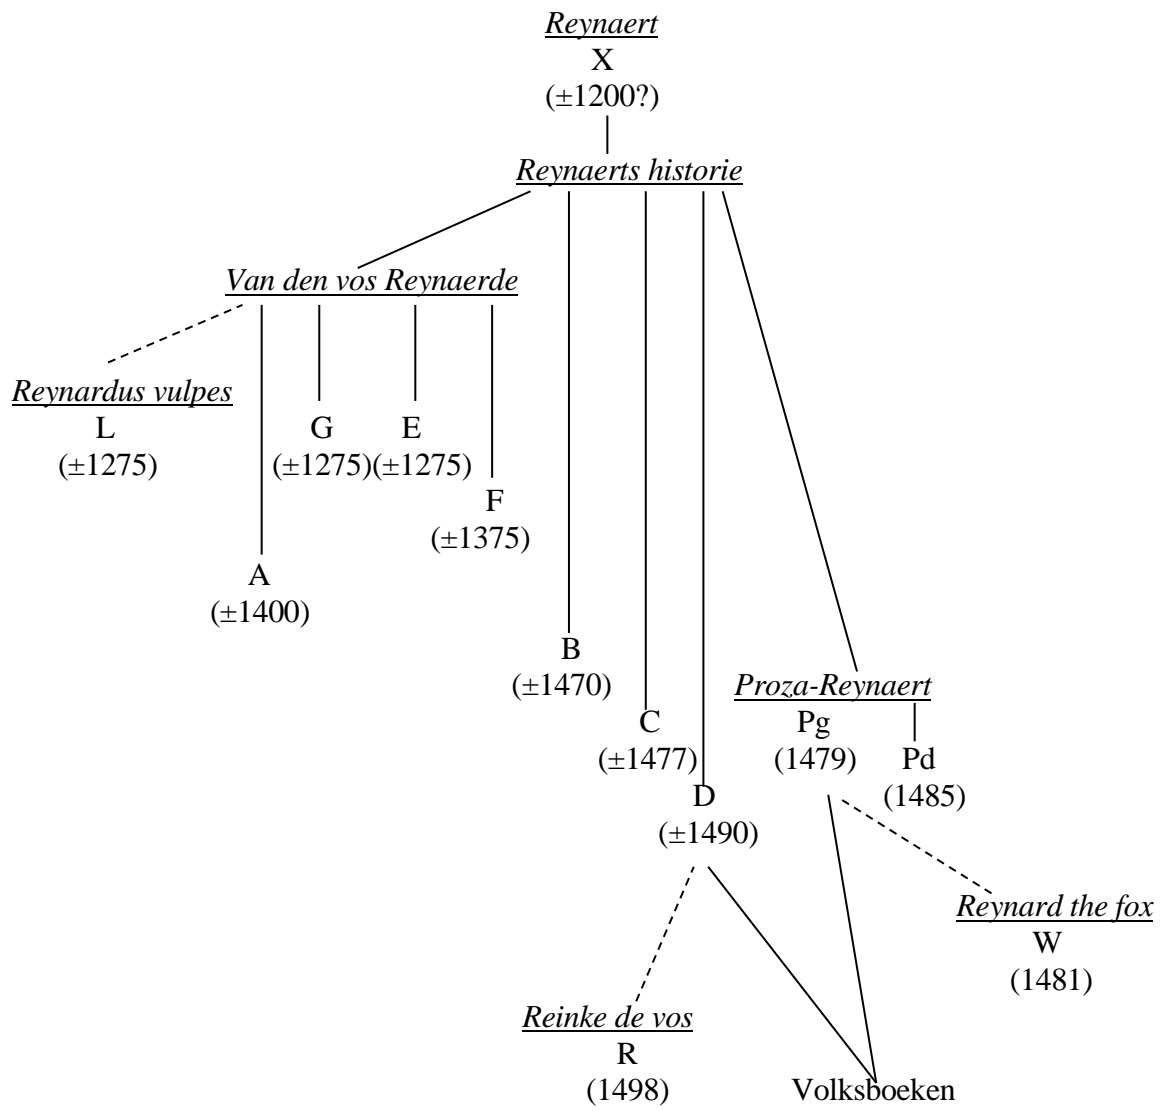 Reynaert
X
(±1200?)
Reynaerts historie
Van den vos Reynaerde
Reynardus vulpes
L
(±1275)
G
(±1275)
E
(±1275)
F
(±1375)
A
(±1400)
B
(±1470)
C
(±1477)
D
(±1490)
Proza-Reynaert
Pg
(1479)
Pd
(1485)
Reynard the fox
W
(1481)
Reinke de vos
R
(1498)
Volksboeken